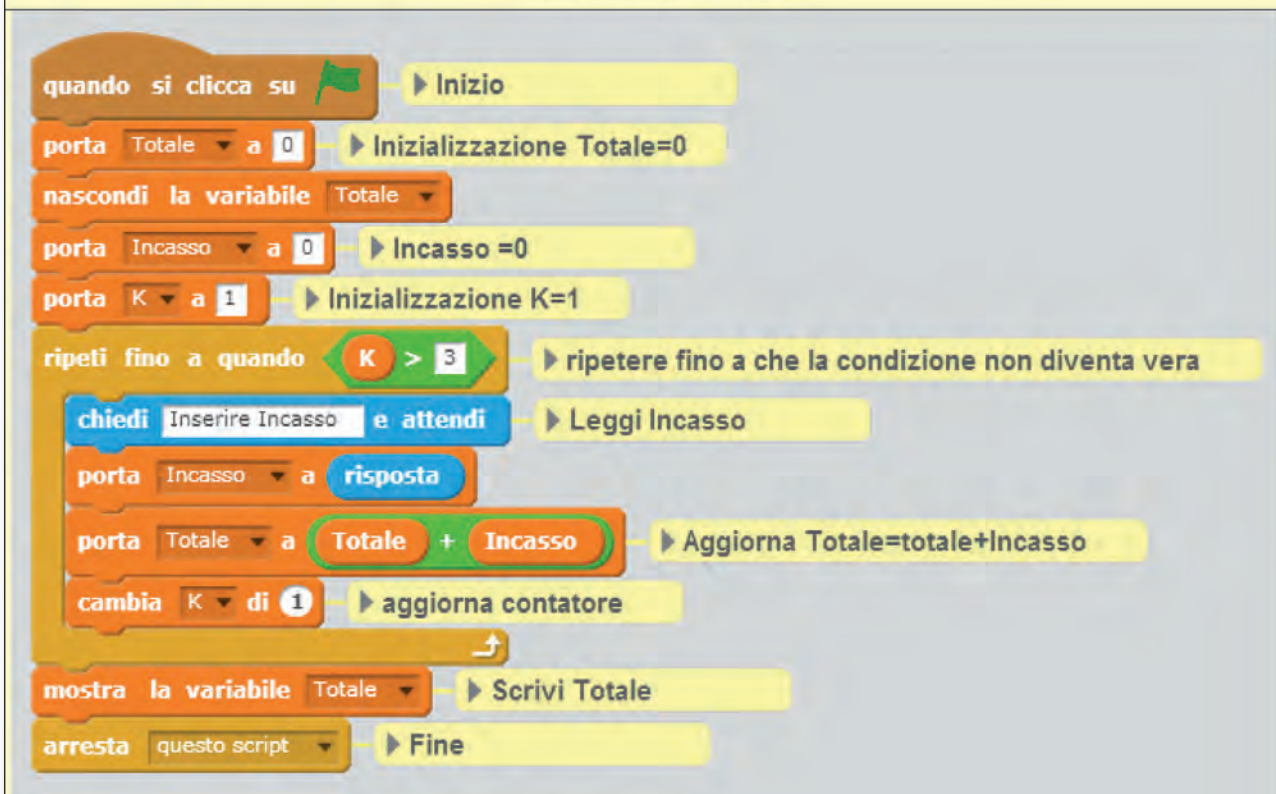 quando si clicca su Inizio
porta Totale a 0 Inizializzazione Totale=0
nascondi la variabile Totale
porta Incasso a 0 Incasso =0
porta K a 1 Inizializzazione K=1
ripeti fino a quando K > 3 ripetere fino a che la condizione non diventa vera
chiedi Inserire Incasso e attendi Leggi Incasso
porta Incasso a risposta
porta Totale a Totale + Incasso Aggiorna Totale=totale+Incasso
cambia K di 1 aggiorna contatore
mostra la variabile Totale Scrivi Totale
arresta questo script Fine